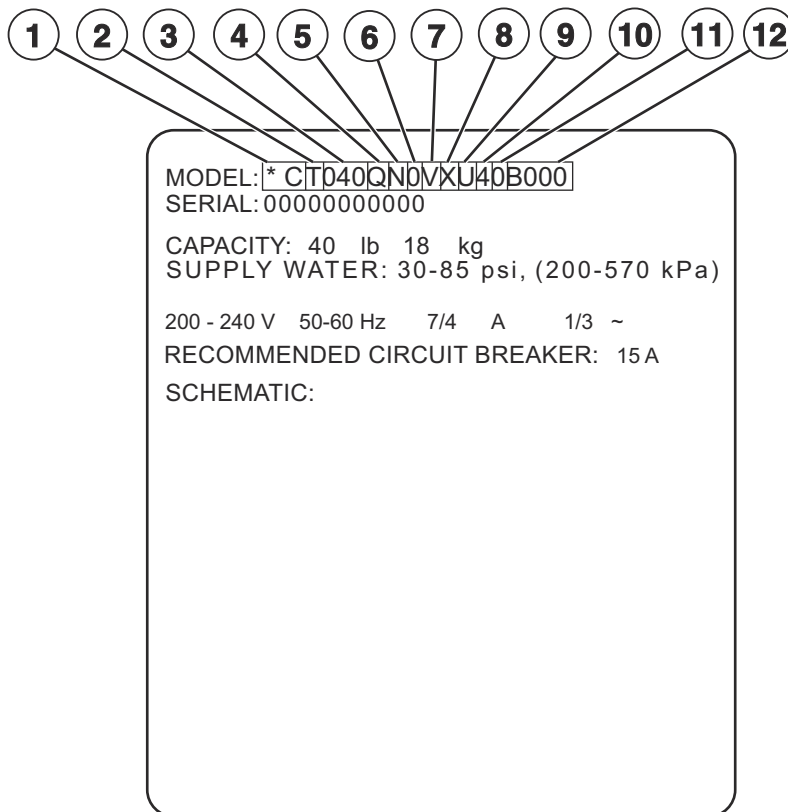 1 2 3 4 5 6 7 8 9 10 11 12
MODEL: * CT040QN0VXU40B000
SERIAL: 00000000000
CAPACITY: 40 lb 18 kg
SUPPLY WATER: 30-85 psi, (200-570 kPa)
200 - 240 V 50-60 Hz 7/4 A 1/3 ~
RECOMMENDED CIRCUIT BREAKER: 15 A
SCHEMATIC: